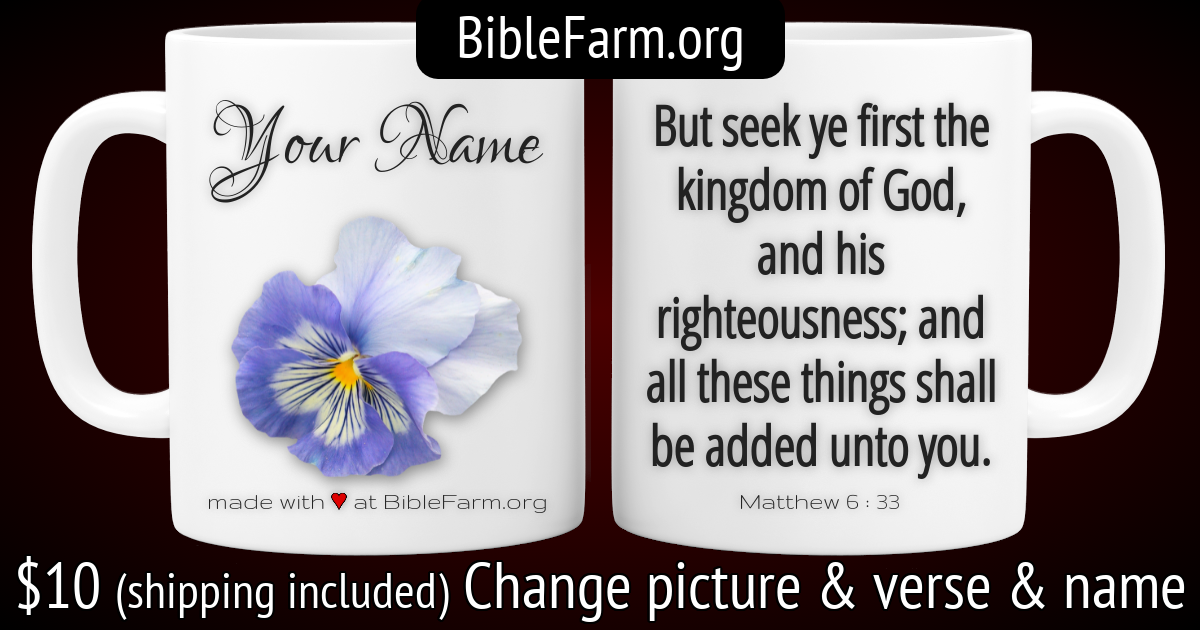 BibleFarm.org
Your Name
made with ♥ at BibleFarm.org
But seek ye first the
kingdom of God,
and his
righteousness; and
all these things shall
be added unto you.
Matthew 6 : 33
$10 (shipping included) Change picture & verse & name